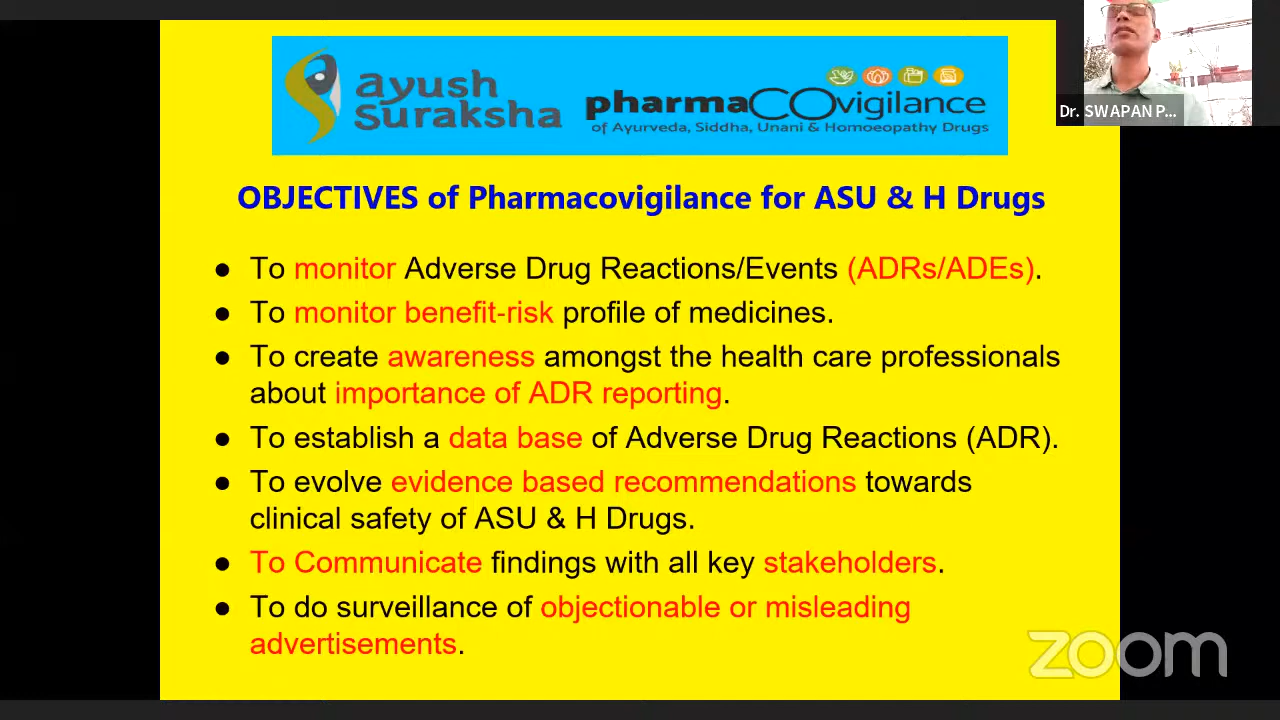 ayush
Suraksha
pharmaCOvigilance
of Ayurveda, Siddha, Unani & Homoeopathy Drugs
Dr. SWAPAN P...
OBJECTIVES of Pharmacovigilance for ASU & H Drugs
● To monitor Adverse Drug Reactions/Events (ADRs/ADEs).
● To monitor benefit-risk profile of medicines.
● To create awareness amongst the health care professionals
about importance of ADR reporting.
● To establish a data base of Adverse Drug Reactions (ADR).
● To evolve evidence based recommendations towards
clinical safety of ASU & H Drugs.
● To Communicate findings with all key stakeholders.
● To do surveillance of objectionable or misleading
advertisements.
zoom